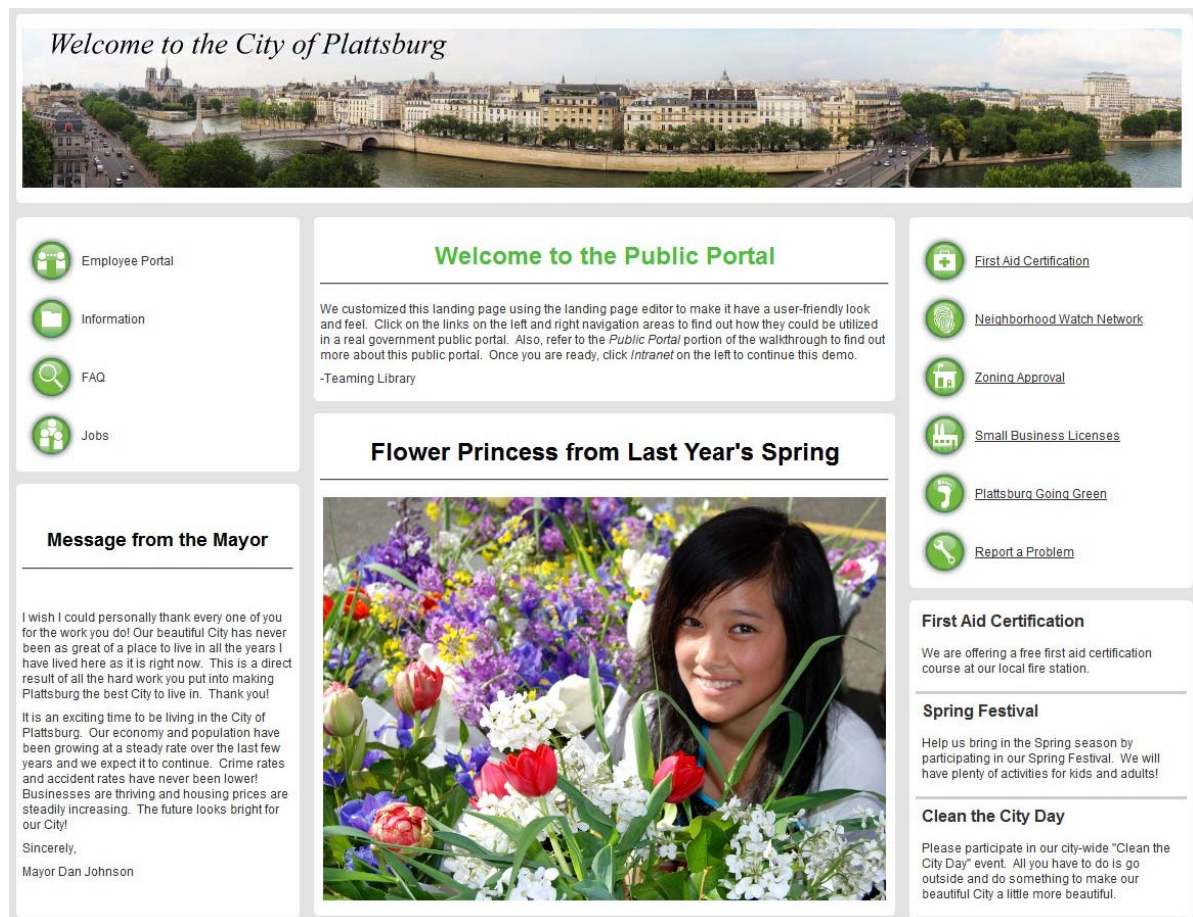 Welcome to the City of Plattsburg
Employee Portal
Information
FAQ
Jobs
Message from the Mayor
I wish I could personally thank every one of you
for the work you do! Our beautiful City has never
been as great of a place to live in all the years I
have lived here as it is right now. This is a direct
result of all the hard work you put into making
Plattsburg the best City to live in. Thank you!
It is an exciting time to be living in the City of
Plattsburg. Our economy and population have
been growing at a steady rate over the last few
years and we expect it to continue. Crime rates
and accident rates have never been lower!
Businesses are thriving and housing prices are
steadily increasing. The future looks bright for
our City!
Sincerely,
Mayor Dan Johnson
Welcome to the Public Portal
We customized this landing page using the landing page editor to make it have a user-friendly look
and feel. Click on the links on the left and right navigation areas to find out how they could be utilized
in a real government public portal. Also, refer to the Public Portal portion of the walkthrough to find out
more about this public portal. Once you are ready, click Intranet on the left to continue this demo.
-Teaming Library
Flower Princess from Last Year's Spring
First Aid Certification
Neighborhood Watch Network
Zoning Approval
Small Business Licenses
Plattsburg Going Green
Report a Problem
First Aid Certification
We are offering a free first aid certification
course at our local fire station.
Spring Festival
Help us bring in the Spring season by
participating in our Spring Festival. We will
have plenty of activities for kids and adults!
Clean the City Day
Please participate in our city-wide "Clean the
City Day" event. All you have to do is go
outside and do something to make our
beautiful City a little more beautiful.